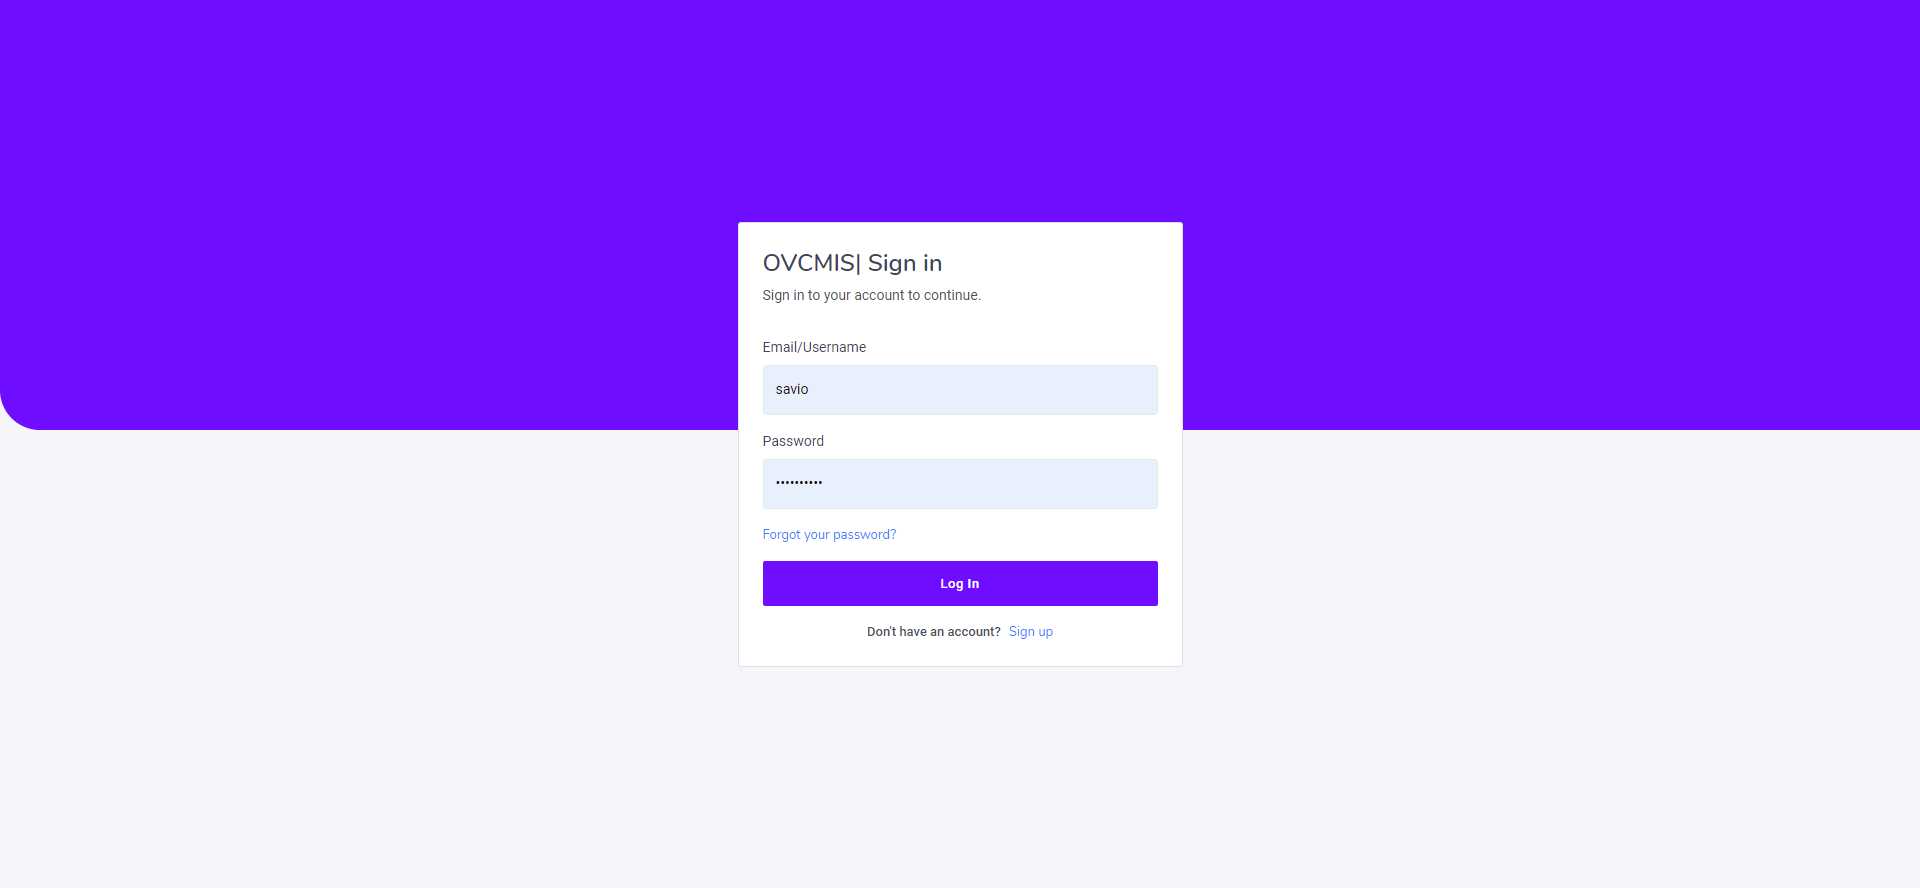 OVCMIS| Sign in
Sign in to your account to continue.
Email/Username
savio
Password
••••••••••
Forgot your password?
Log In
Don't have an account? Sign up